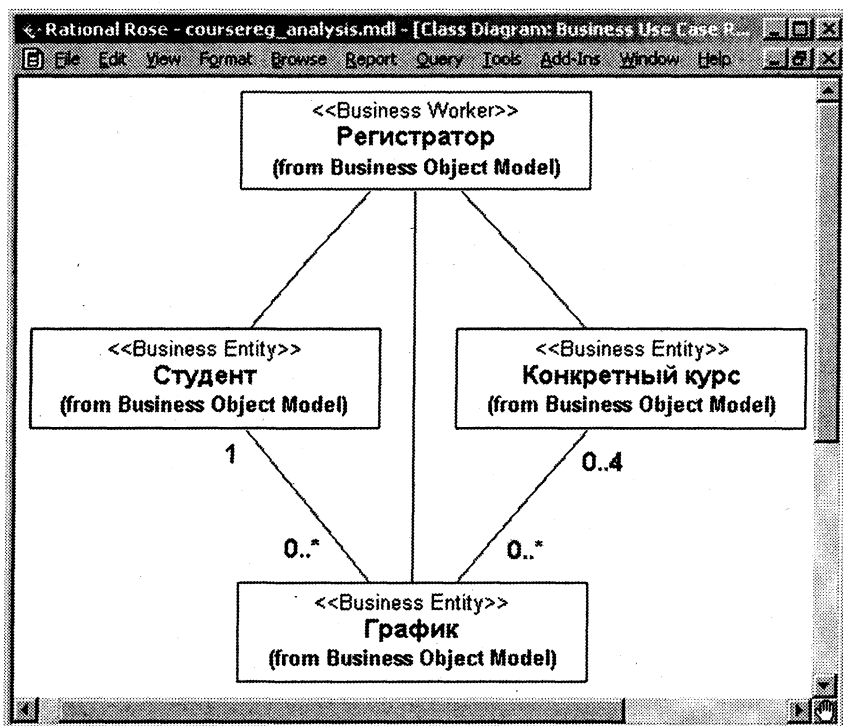 Rational Rose - coursereg_analysis.mdl - [Class Diagram: Business Use Case R...
File Edit View Format Browse Report Query Tools Add-Ins Window Help
<<Business Worker>>
Регистратор
(from Business Object Model)
<<Business Entity>>
Студент
(from Business Object Model)
<<Business Entity>>
Конкретный курс
(from Business Object Model)
1
0..4
0..*
0..*
<<Business Entity>>
График
(from Business Object Model)